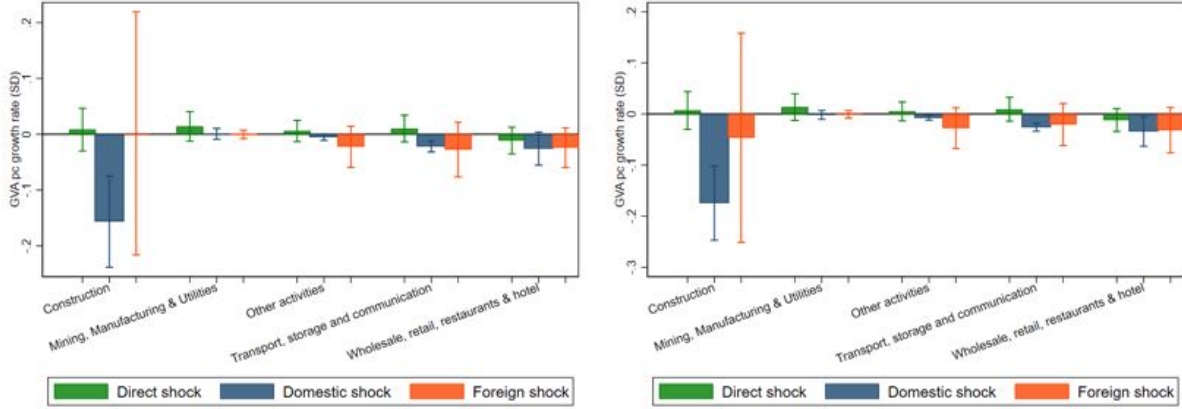 GVA pc growth rate (SD)
.2
.1
0
-.1
-.2
Construction
Mining, Manufacturing & Utilities
Other activities
Transport, storage and communication
Wholesale, retail, restaurants & hotel
Direct shock Domestic shock Foreign shock
GVA pc growth rate (SD)
.2
.1
0
-.1
-.2
-.3
Construction
Mining, Manufacturing & Utilities
Other activities
Transport, storage and communication
Wholesale, retail, restaurants & hotel
Direct shock Domestic shock Foreign shock